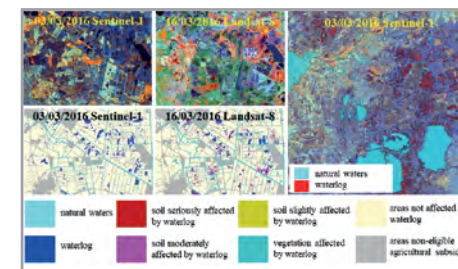 03/03/2016 Sentinel-1
16/03/2016 Landsat-8
03/03/2016 Sentinel-1
03/03/2016 Sentinel-1
16/03/2016 Landsat-8
natural waters
waterlog
natural waters
soil seriously affected
by waterlog
soil slightly affected
by waterlog
areas not affected
waterlog
waterlog
soil moderately
affected by waterlog
vegetation affected
by waterlog
areas non-eligible
agricultural subsid